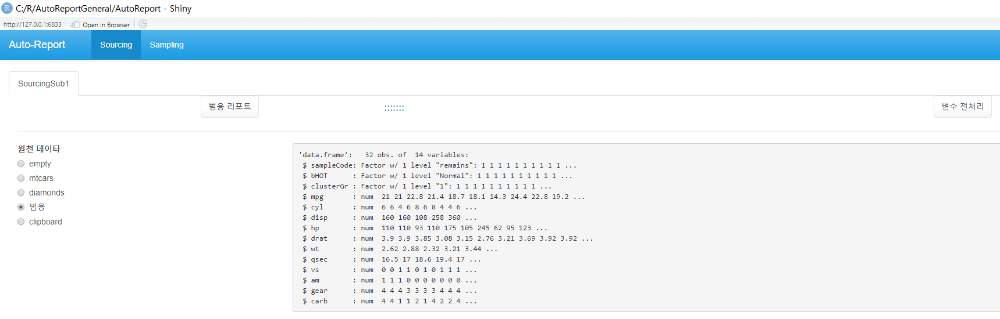 C:/R/AutoReportGeneral/AutoReport - Shiny
http://127.0.0.1:6833 Open in Browser
Auto-Report Sourcing Sampling
SourcingSub1
범용 리포트 ::::::: 변수 전처리
원천 데이타
empty
mtcars
diamonds
범용
clipboard
'data.frame':   32 obs. of  14 variables:
 $ sampleCode: Factor w/ 1 level "remains": 1 1 1 1 1 1 1 1 1 1 ...
 $ bHOT      : Factor w/ 1 level "Normal": 1 1 1 1 1 1 1 1 1 1 ...
 $ clusterGr : Factor w/ 1 level "1": 1 1 1 1 1 1 1 1 1 1 ...
 $ mpg       : num  21 21 22.8 21.4 18.7 18.1 14.3 24.4 22.8 19.2 ...
 $ cyl       : num  6 6 4 6 8 6 8 4 4 6 ...
 $ disp      : num  160 160 108 258 360 ...
 $ hp        : num  110 110 93 110 175 105 245 62 95 123 ...
 $ drat      : num  3.9 3.9 3.85 3.08 3.15 2.76 3.21 3.69 3.92 3.92 ...
 $ wt        : num  2.62 2.88 2.32 3.21 3.44 ...
 $ qsec      : num  16.5 17 18.6 19.4 17 ...
 $ vs        : num  0 0 1 1 0 1 0 1 1 1 ...
 $ am        : num  1 1 1 0 0 0 0 0 0 0 ...
 $ gear      : num  4 4 4 3 3 3 3 4 4 4 ...
 $ carb      : num  4 4 1 1 2 1 4 2 2 4 ...